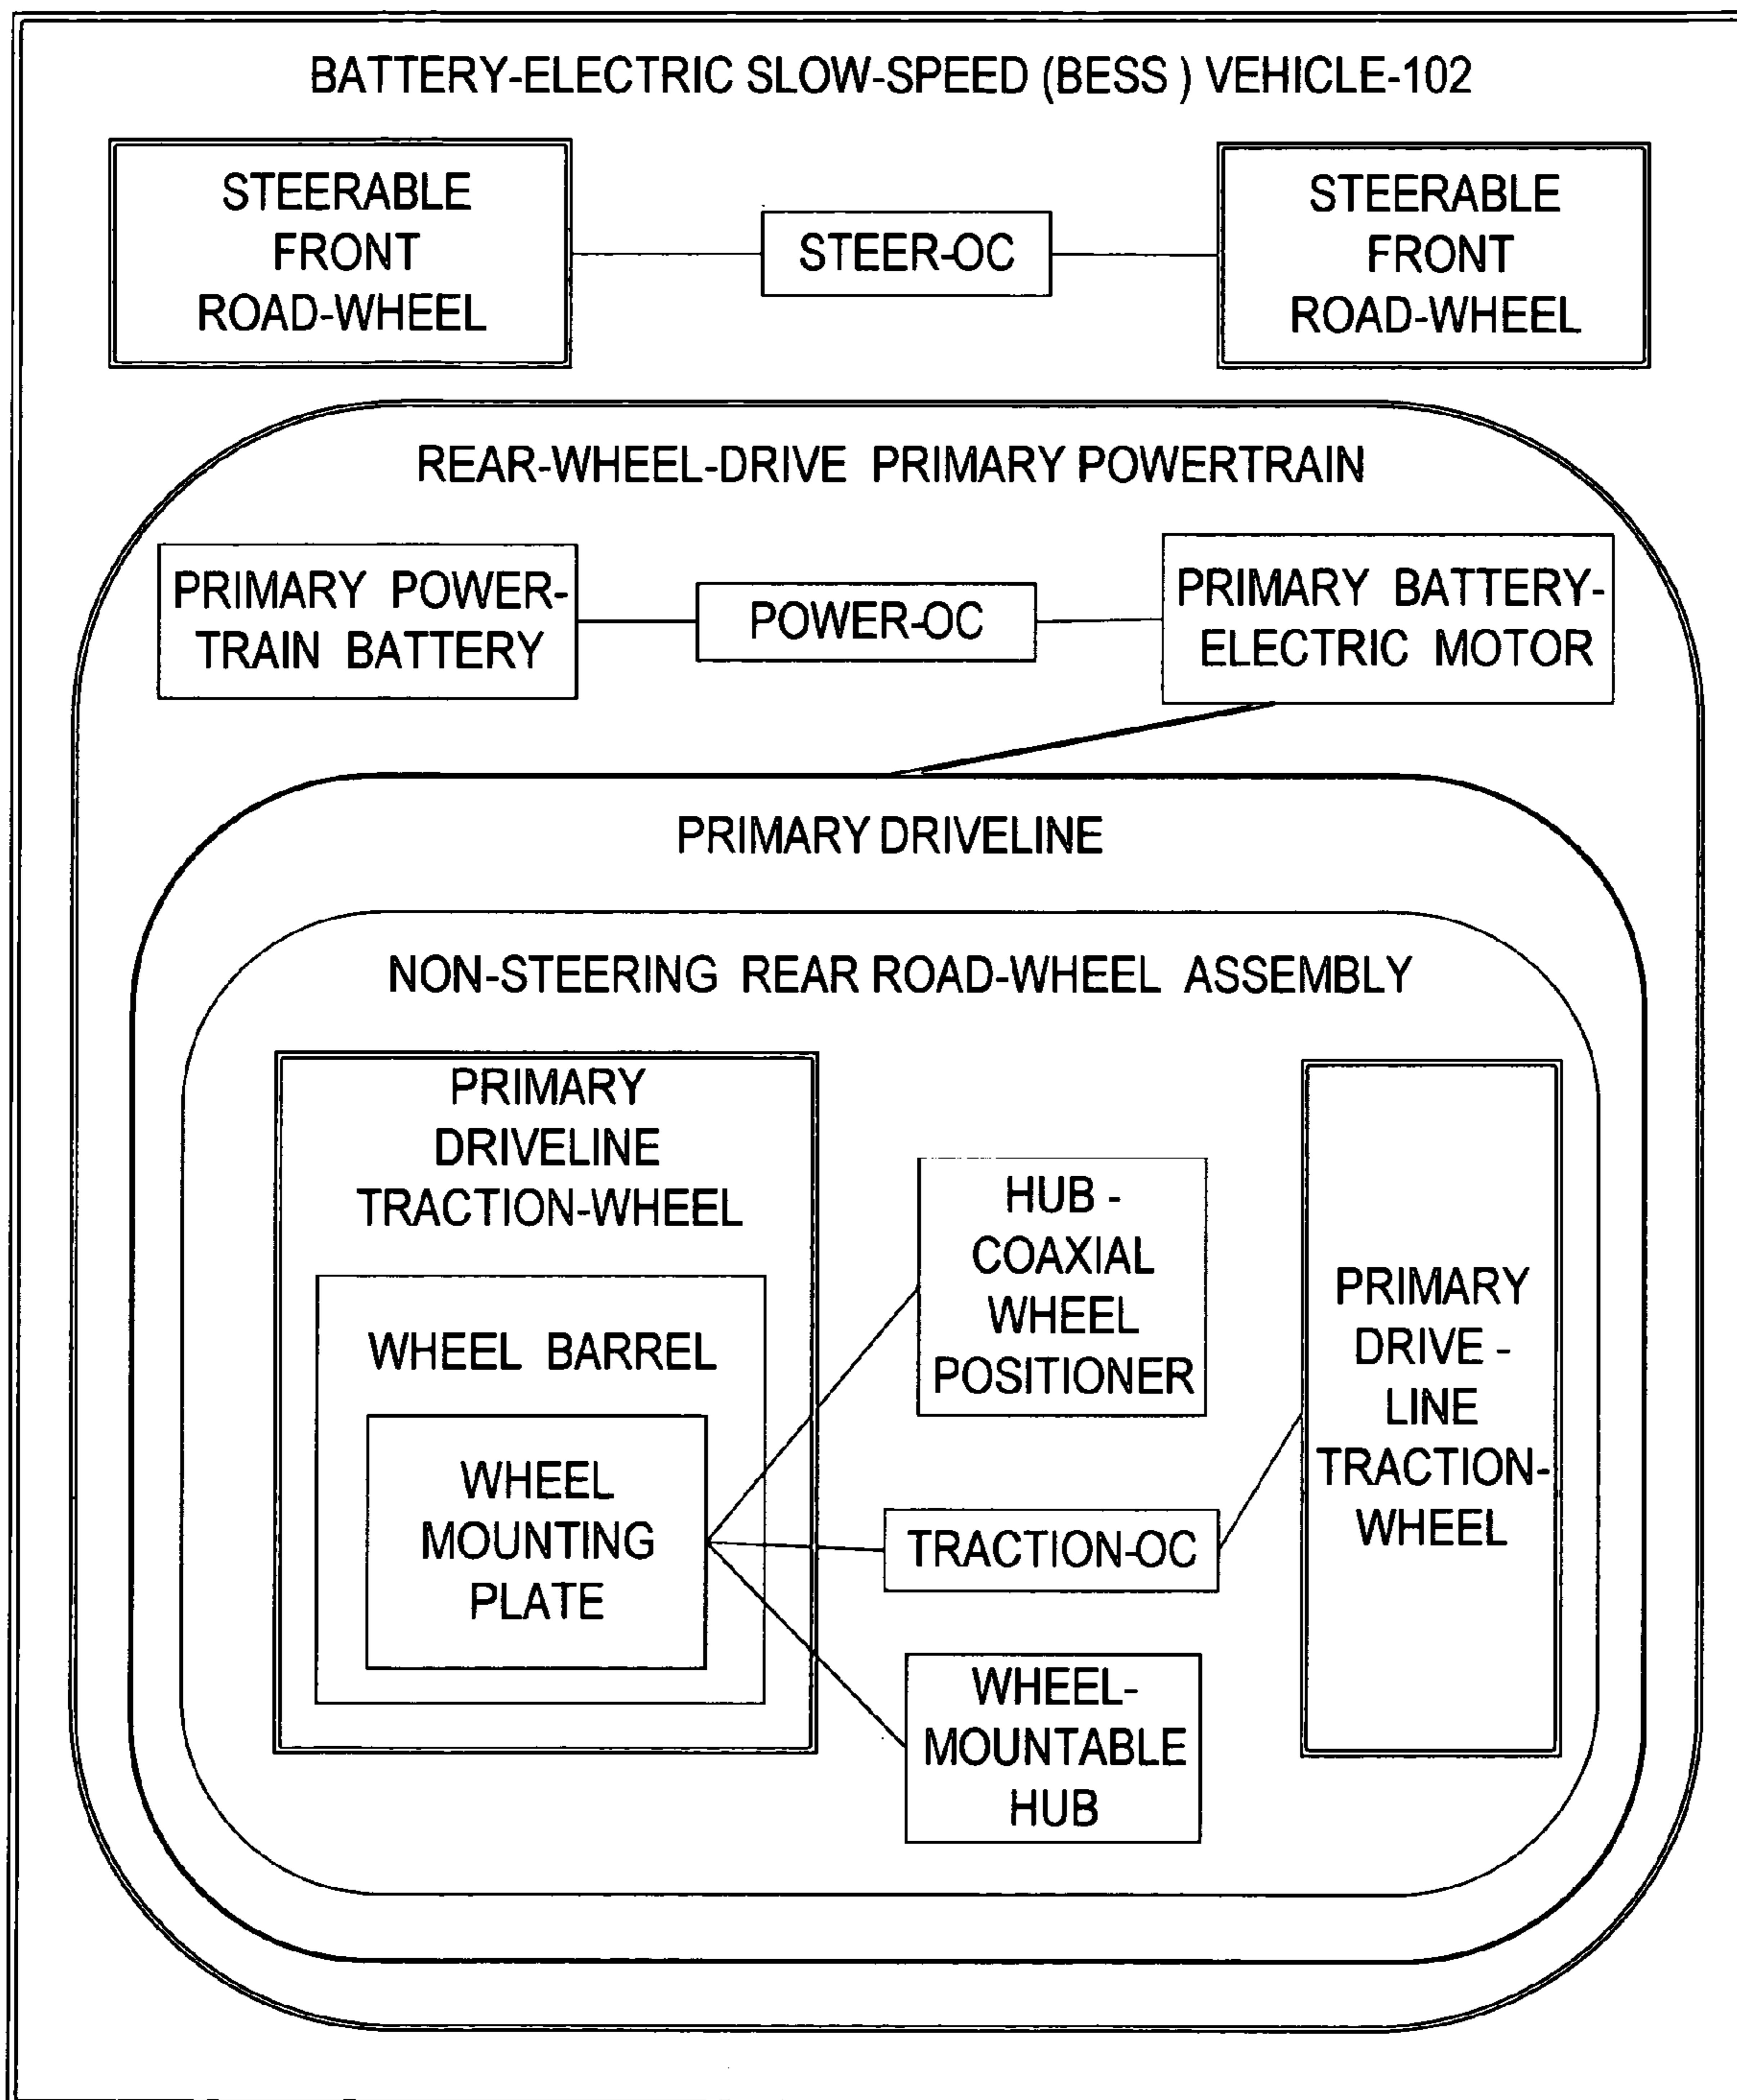 BATTERY-ELECTRIC SLOW-SPEED (BESS ) VEHICLE-102
STEERABLE
FRONT
ROAD-WHEEL
STEER-OC
STEERABLE
FRONT
ROAD-WHEEL
REAR-WHEEL-DRIVE PRIMARY POWERTRAIN
PRIMARY POWER-
TRAIN BATTERY
POWER-OC
PRIMARY BATTERY-
ELECTRIC MOTOR
PRIMARY DRIVELINE
NON-STEERING REAR ROAD-WHEEL ASSEMBLY
PRIMARY
DRIVELINE
TRACTION-WHEEL
WHEEL BARREL
WHEEL
MOUNTING
PLATE
HUB -
COAXIAL
WHEEL
POSITIONER
TRACTION-OC
WHEEL-
MOUNTABLE
HUB
PRIMARY
DRIVE -
LINE
TRACTION-
WHEEL